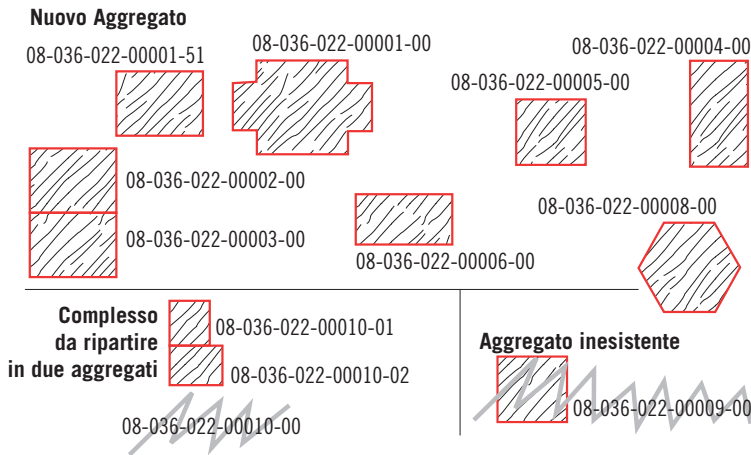 Nuovo Aggregato
08-036-022-00001-51
08-036-022-00001-00
08-036-022-00004-00
08-036-022-00005-00
08-036-022-00002-00
08-036-022-00003-00
08-036-022-00006-00
08-036-022-00008-00
Complesso
da ripartire
in due aggregati
08-036-022-00010-01
08-036-022-00010-02
08-036-022-00010-00
Aggregato inesistente
08-036-022-00009-00